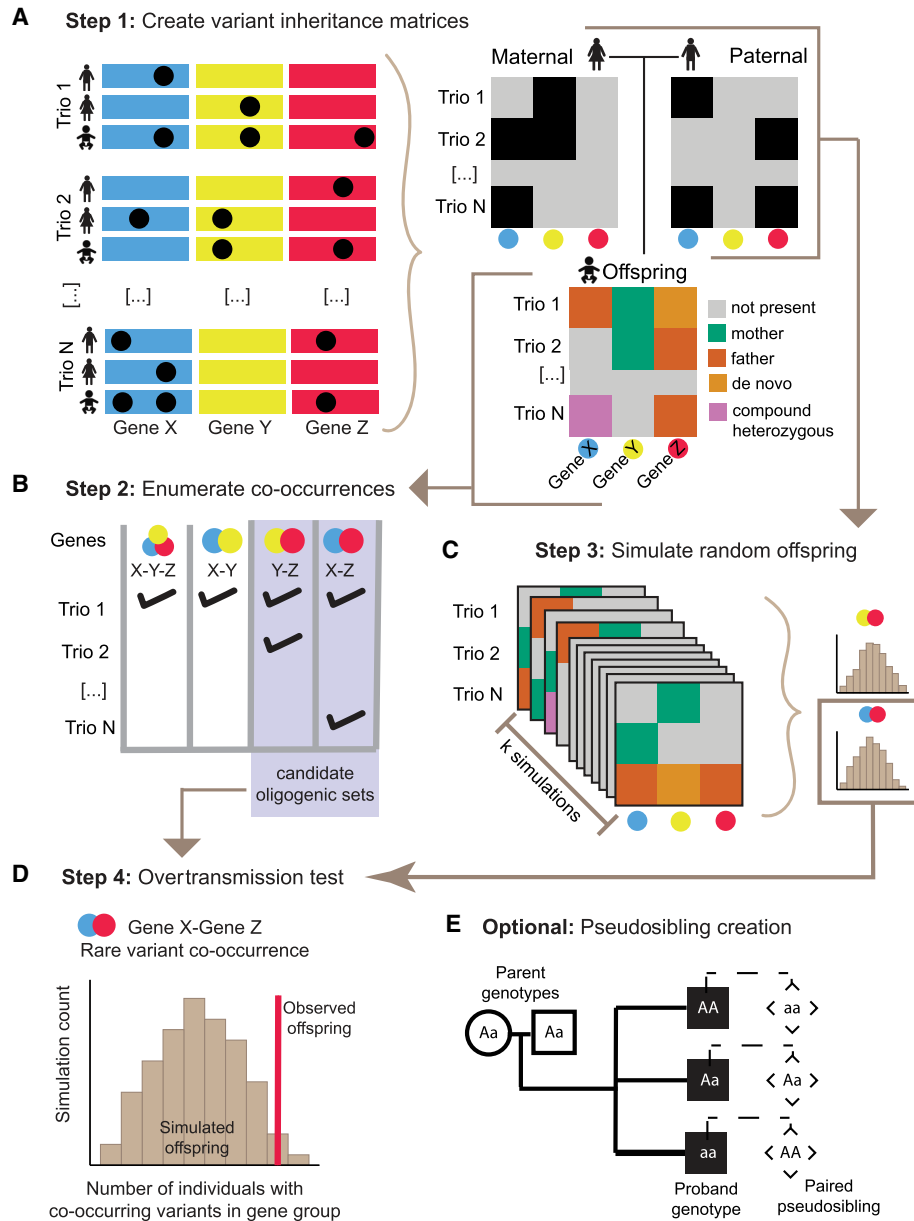 A
Step 1: Create variant inheritance matrices
Trio 1
Trio 2
[...]
[...]
[...]
[...]
Trio N
Gene X
Gene Y
Gene Z
Maternal
Paternal
Trio 1
Trio 2
[...]
Trio N
Offspring
Trio 1
Trio 2
[...]
Trio N
Gene X
Gene Y
Gene Z
not present
mother
father
de novo
compound
heterozygous
B
Step 2: Enumerate co-occurrences
Genes
X-Y-Z
X-Y
Y-Z
X-Z
Trio 1
Trio 2
[...]
Trio N
candidate
oligogenic sets
C
Step 3: Simulate random offspring
Trio 1
Trio 2
Trio N
k simulations
D
Step 4: Overtransmission test
Gene X-Gene Z
Rare variant co-occurrence
Simulation count
Observed
offspring
Simulated
offspring
Number of individuals with
co-occurring variants in gene group
E
Optional: Pseudosibling creation
Parent
genotypes
Aa
Aa
AA
aa
Aa
Aa
aa
AA
Proband
genotype
Paired
pseudosibling